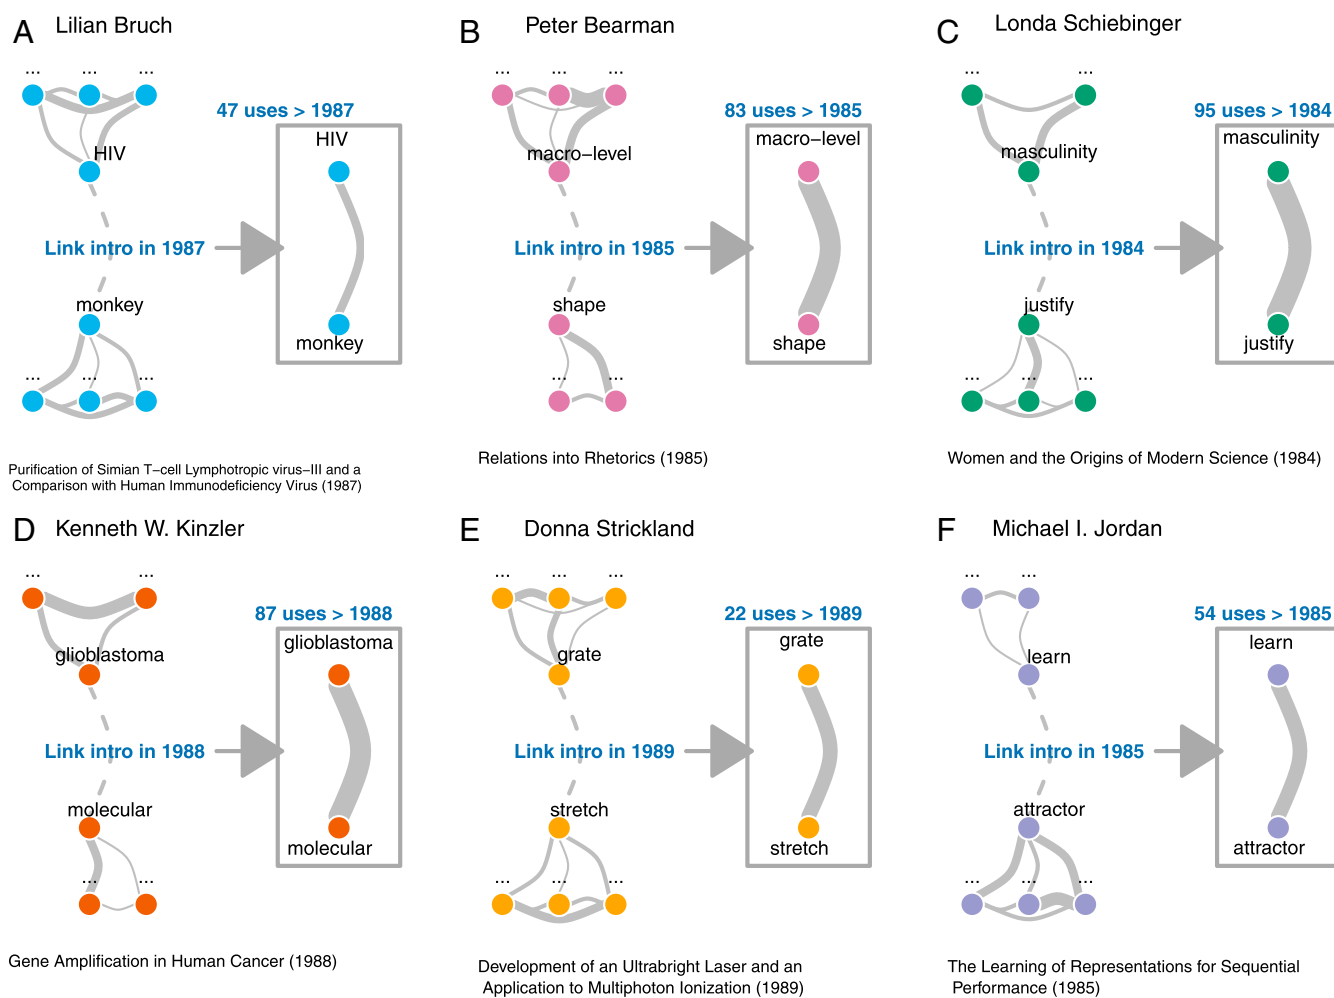 A Lilian Bruch
... ... ...
HIV
47 uses > 1987
HIV
Link intro in 1987
monkey
monkey
... ... ...
Purification of Simian T−cell Lymphotropic virus−III and a
Comparison with Human Immunodeficiency Virus (1987)
B Peter Bearman
... ... ...
macro−level
83 uses > 1985
macro−level
Link intro in 1985
shape
shape
... ...
Relations into Rhetorics (1985)
C Londa Schiebinger
... ...
masculinity
95 uses > 1984
masculinity
Link intro in 1984
justify
justify
... ... ...
Women and the Origins of Modern Science (1984)
D Kenneth W. Kinzler
... ...
glioblastoma
87 uses > 1988
glioblastoma
Link intro in 1988
molecular
molecular
... ...
Gene Amplification in Human Cancer (1988)
E Donna Strickland
... ... ...
grate
22 uses > 1989
grate
Link intro in 1989
stretch
stretch
... ... ...
Development of an Ultrabright Laser and an
Application to Multiphoton Ionization (1989)
F Michael I. Jordan
... ...
learn
54 uses > 1985
learn
Link intro in 1985
attractor
attractor
... ... ...
The Learning of Representations for Sequential
Performance (1985)